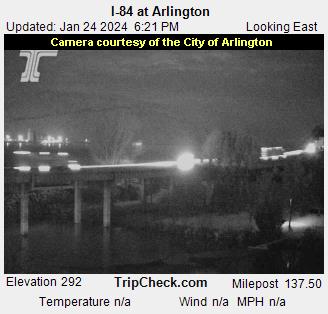 I-84 at Arlington
Updated: Jan 24 2024 6:21 PM Looking East
Camera courtesy of the City of Arlington
Elevation 292 TripCheck.com Milepost 137.50
Temperature n/a Wind n/a MPH n/a